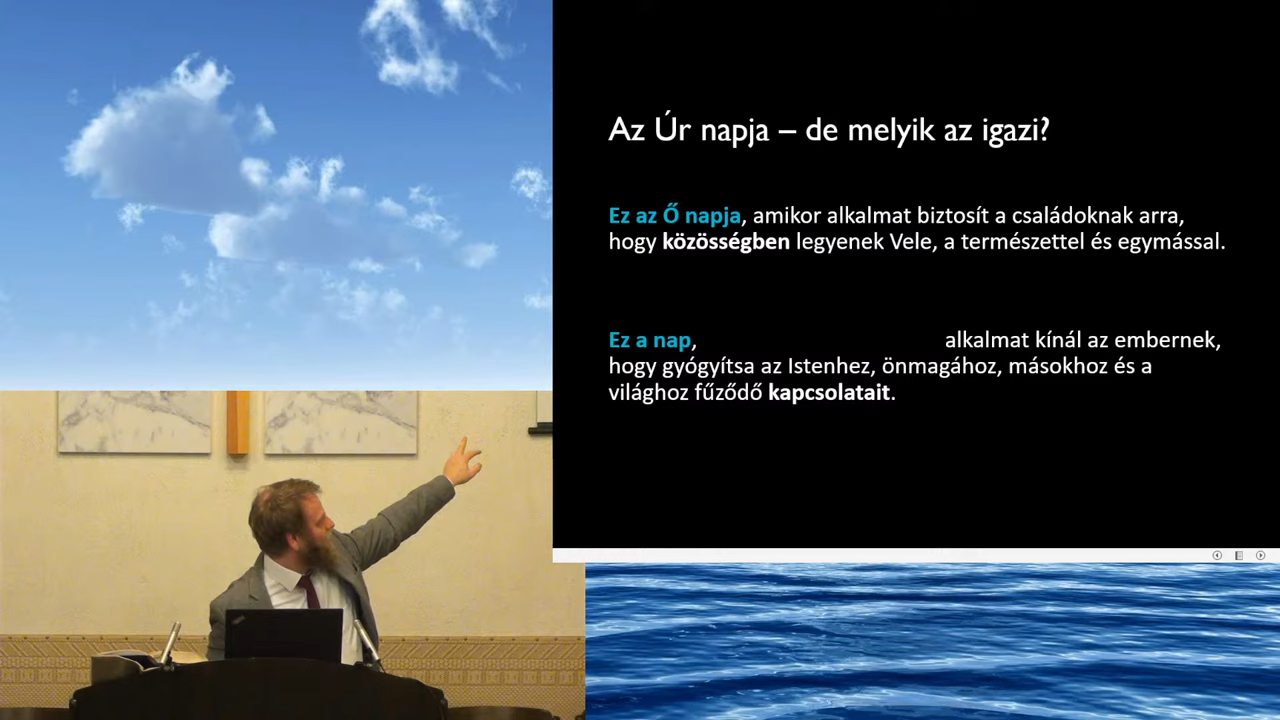 Az Úr napja – de melyik az igazi?
Ez az Ő napja, amikor alkalmat biztosít a családoknak arra,
hogy közösségben legyenek Vele, a természettel és egymással.
Ez a nap, alkalmat kínál az embernek,
hogy gyógyítsa az Istenhez, önmagához, másokhoz és a
világhoz fűződő kapcsolatait.